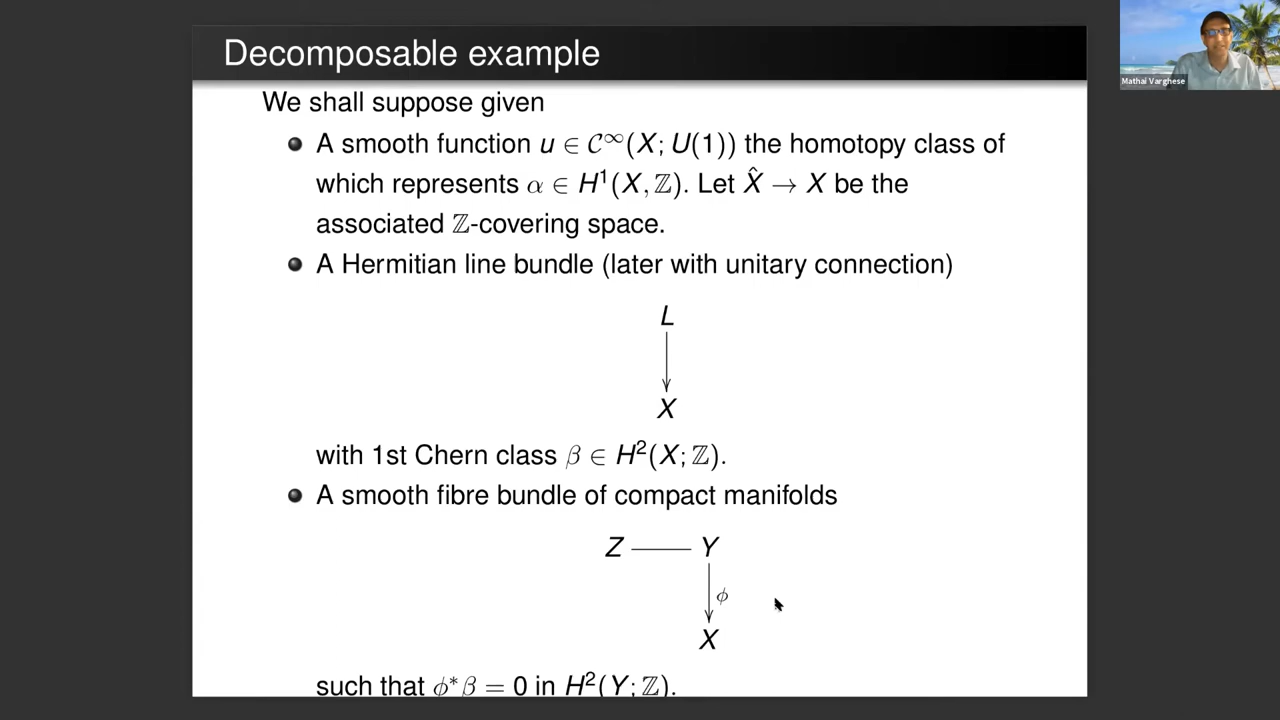 Decomposable example
Mathai Varghese
We shall suppose given
A smooth function u ∈ C∞(X; U(1)) the homotopy class of
which represents α ∈ H¹(X, ℤ). Let X̂ → X be the
associated ℤ-covering space.
A Hermitian line bundle (later with unitary connection)
L
X
with 1st Chern class β ∈ H²(X; ℤ).
A smooth fibre bundle of compact manifolds
Z Y
ϕ
X
such that ϕ*β = 0 in H²(Y; ℤ).